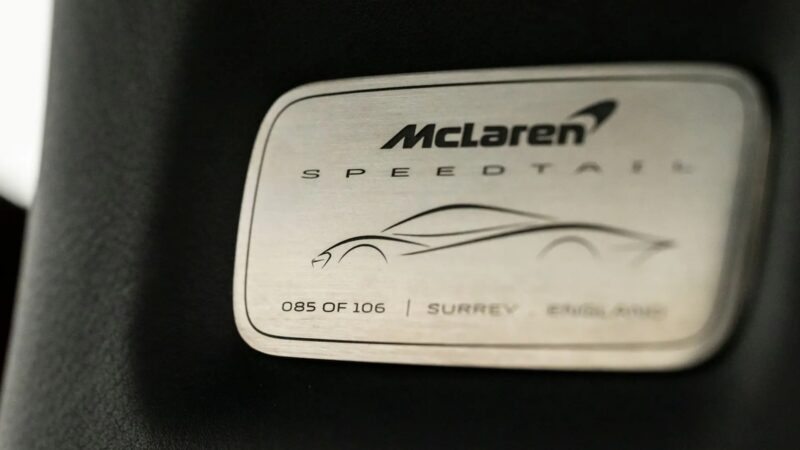 McLaren
SPEEDTAIL
085 OF 106 | SURREY . ENGLAND